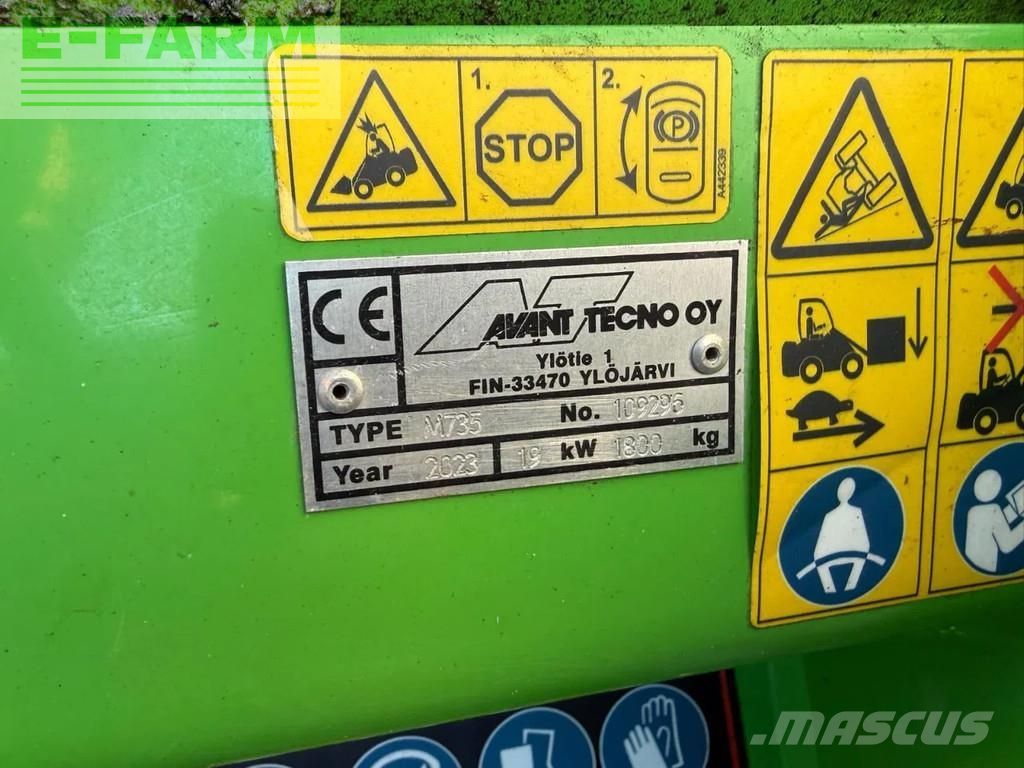 E-FARM
1.
2.
STOP
P
A442339
CE
AVANT TECNO OY
Ylötie 1
FIN-33470 YLÖJÄRVI
TYPE M735 No. 109295
Year 2023 19 kW 1800 kg
MASCUS